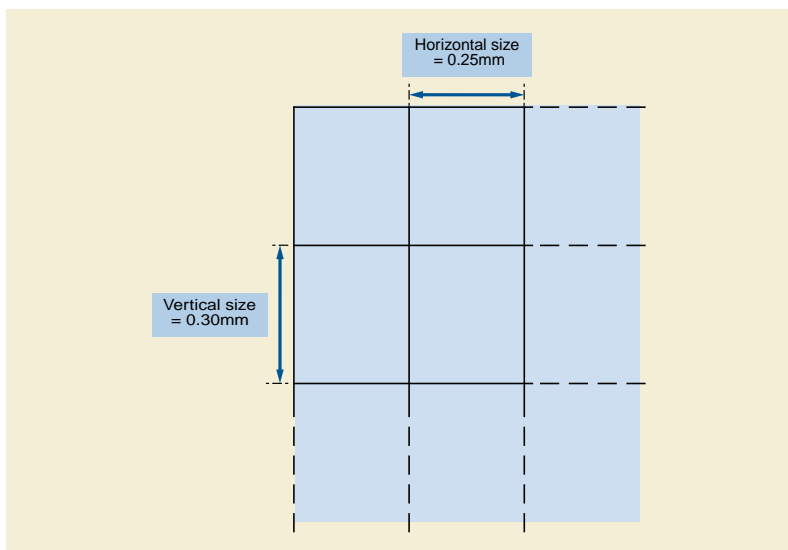 Horizontal size
= 0.25mm
Vertical size
= 0.30mm